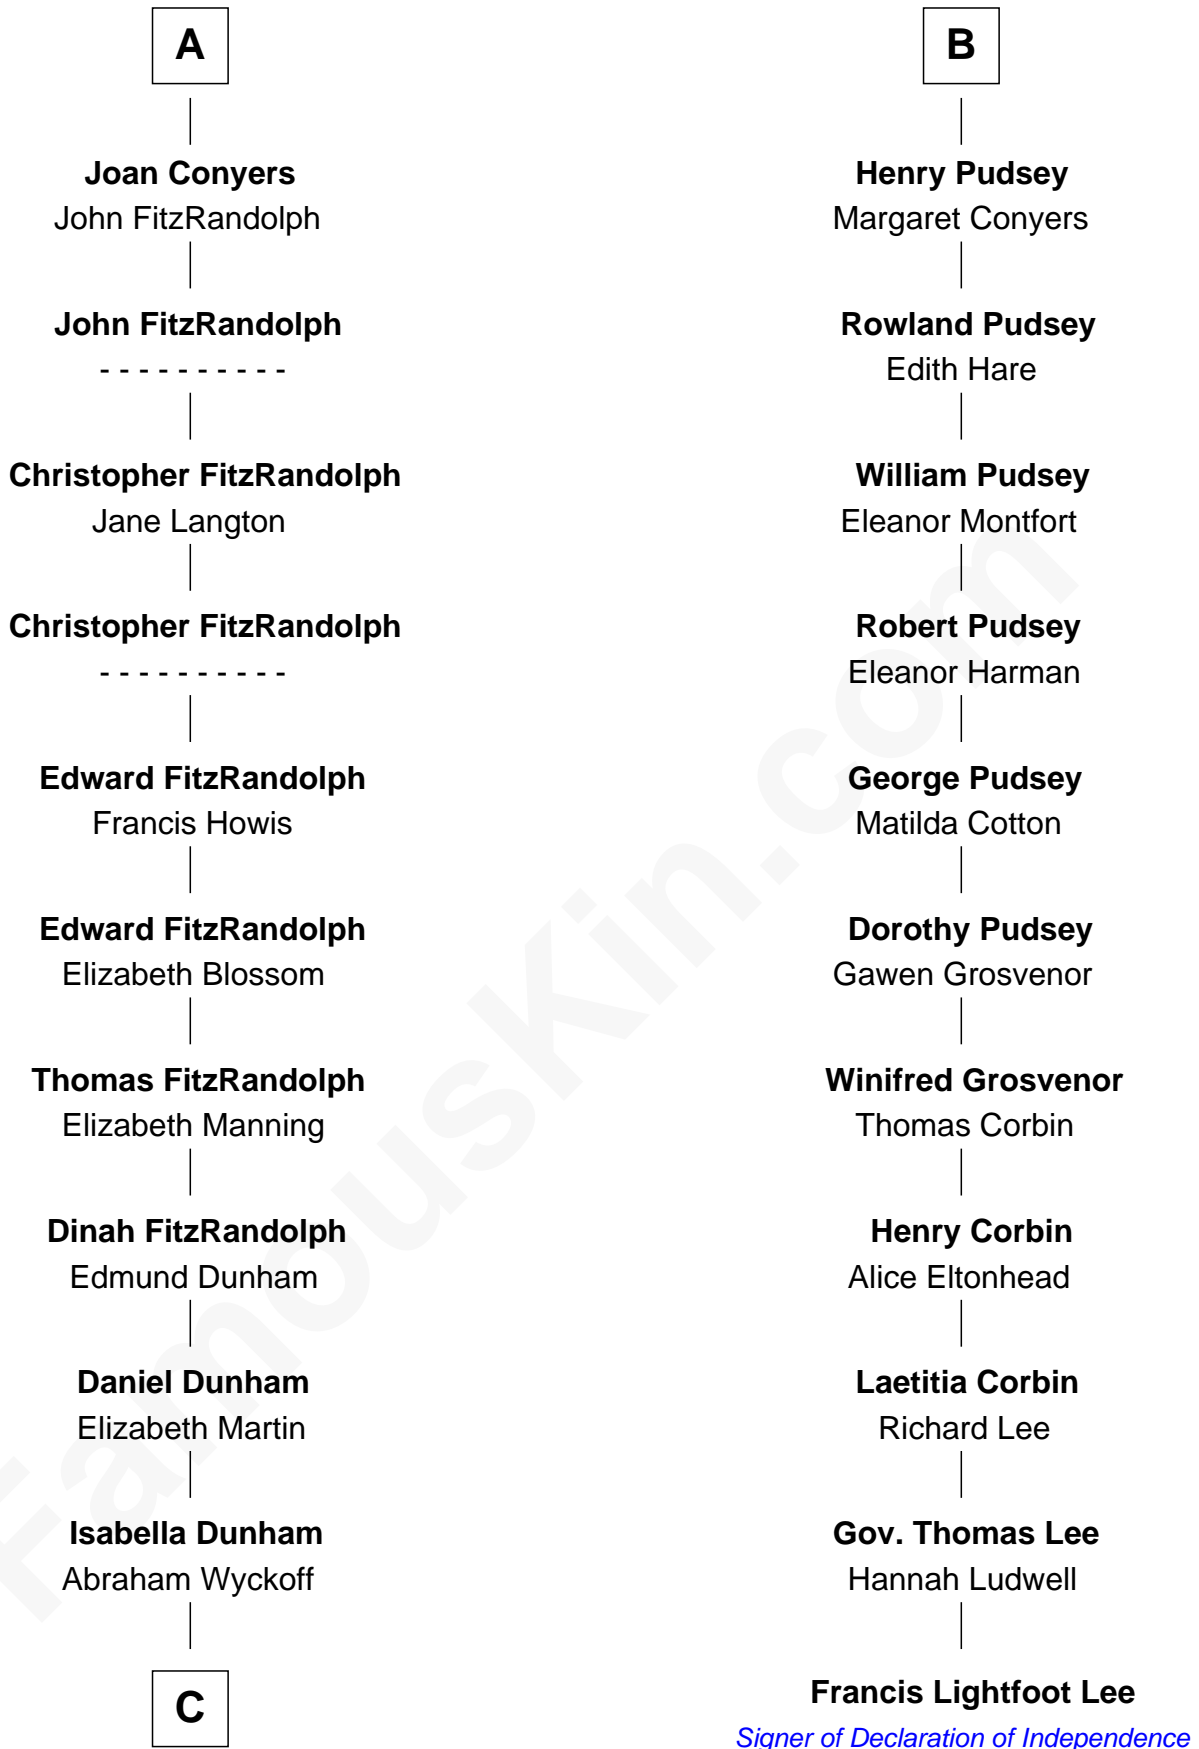 A
Joan Conyers
John FitzRandolph
John FitzRandolph
- - - - - - - - - -
Christopher FitzRandolph
Jane Langton
Christopher FitzRandolph
- - - - - - - - - -
Edward FitzRandolph
Francis Howis
Edward FitzRandolph
Elizabeth Blossom
Thomas FitzRandolph
Elizabeth Manning
Dinah FitzRandolph
Edmund Dunham
Daniel Dunham
Elizabeth Martin
Isabella Dunham
Abraham Wyckoff
C
B
Henry Pudsey
Margaret Conyers
Rowland Pudsey
Edith Hare
William Pudsey
Eleanor Montfort
Robert Pudsey
Eleanor Harman
George Pudsey
Matilda Cotton
Dorothy Pudsey
Gawen Grosvenor
Winifred Grosvenor
Thomas Corbin
Henry Corbin
Alice Eltonhead
Laetitia Corbin
Richard Lee
Gov. Thomas Lee
Hannah Ludwell
Francis Lightfoot Lee
Signer of Declaration of Independence
FamousKin.com